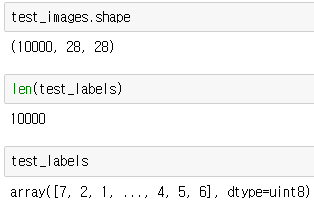 test_images.shape
(10000, 28, 28)
len(test_labels)
10000
test_labels
array([7, 2, 1, ..., 4, 5, 6], dtype=uint8)